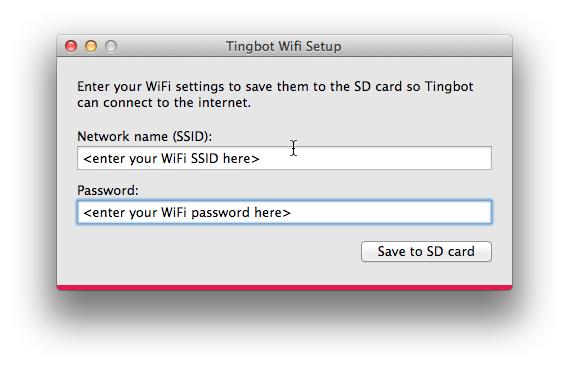 Tingbot Wifi Setup
Enter your WiFi settings to save them to the SD card so Tingbot
can connect to the internet.
Network name (SSID):
<enter your WiFi SSID here>
Password:
<enter your WiFi password here>
Save to SD card